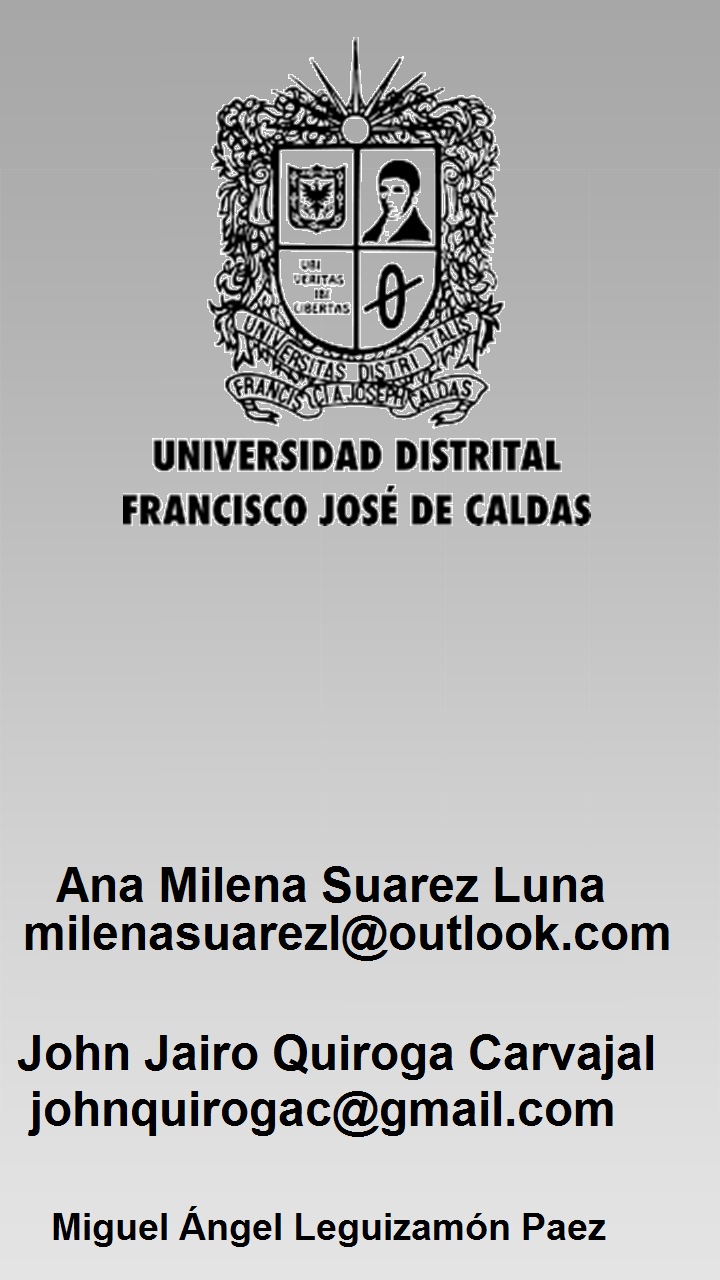 UBI
VERITAS
IBI
LIBERTAS
UNIVERSITAS DISTRITALIS
FRANCISCI A JOSEPH CALDAS
UNIVERSIDAD DISTRITAL
FRANCISCO JOSÉ DE CALDAS
Ana Milena Suarez Luna
milenasuarezl@outlook.com
John Jairo Quiroga Carvajal
johnquirogac@gmail.com
Miguel Ángel Leguizamón Paez